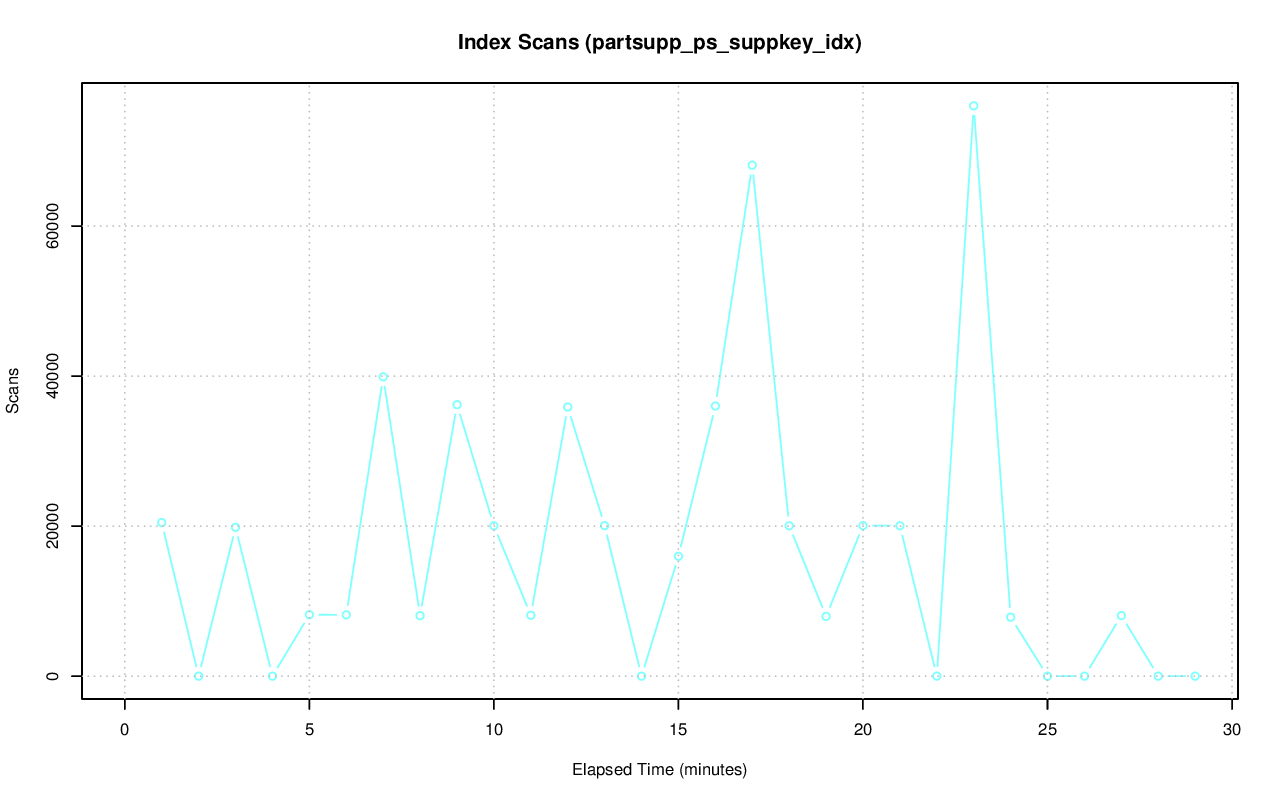 Index Scans (partsupp_ps_suppkey_idx)
60000
40000
20000
0
Scans
0 5 10 15 20 25 30
Elapsed Time (minutes)